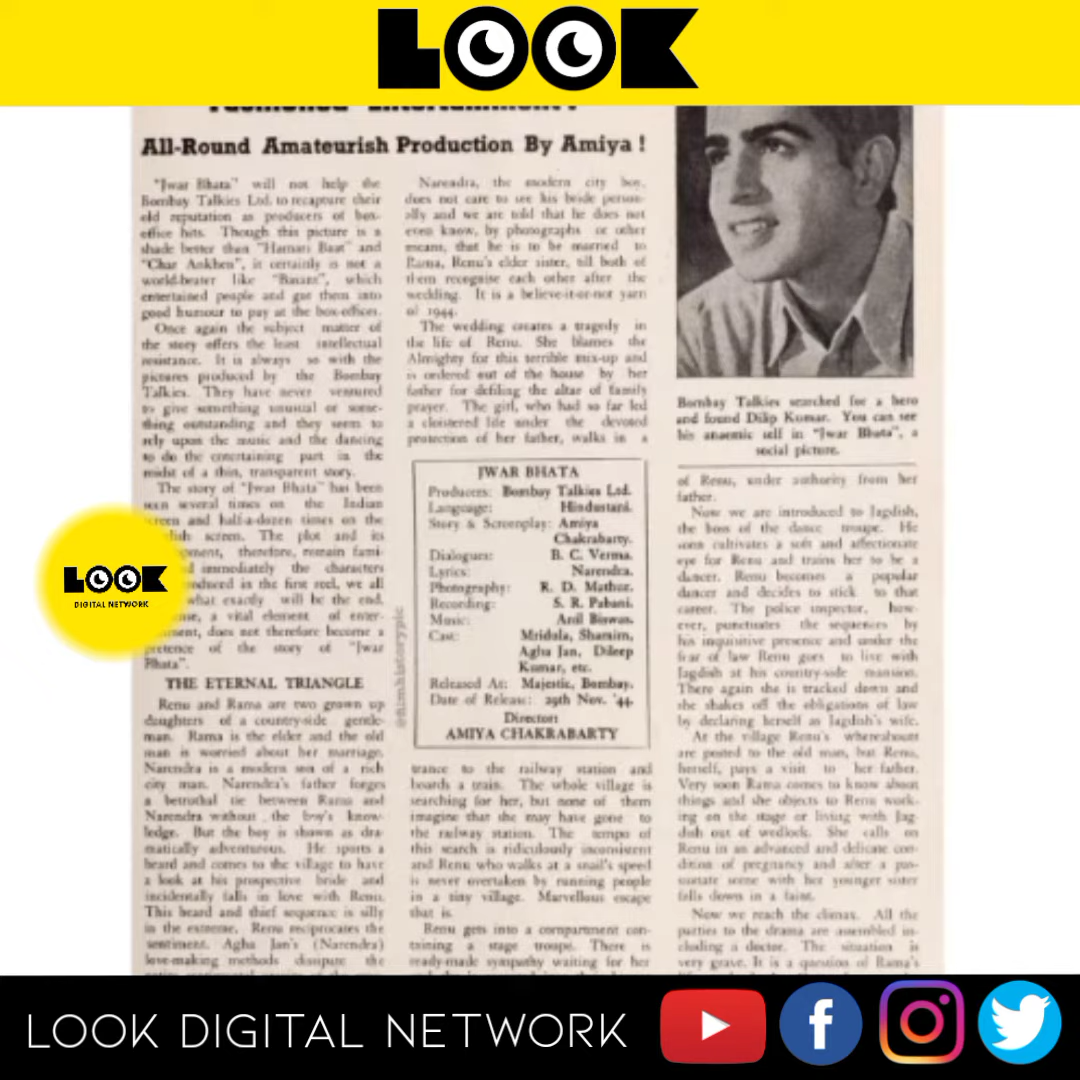 LOOK
All-Round Amateurish Production By Amiya !
"Jwar Bhata" will not help the
Bombay Talkies Ltd. to recapture their
old reputation as producers of box-
office hits. Though this picture is a
shade better than "Hamari Baat" and
"Char Ankhen", it certainly is not a
world-beater like "Basant", which
entertained people and got them into
good humour to pay at the box-offices.
Once again the subject matter of
the story offers the least intellectual
resistance. It is always so with the
pictures produced by the Bombay
Talkies. They have never ventured
to give something unusual or some-
thing outstanding and they seem to
rely upon the music and the dancing
to do the entertaining part in the
midst of a thin, transparent story.
The story of "Jwar Bhata" has been
seen several times on the Indian
screen and half-a-dozen times on the
screen. The plot and its
therefore, remain fami-
immediately the characters
in the first reel, we all
what exactly will be the end.
a vital element of enter-
does not therefore become a
of the story of "Jwar
Bhata".
THE ETERNAL TRIANGLE
Renu and Rama are two grown up
daughters of a country-side gentle-
man. Rama is the elder and the old
man is worried about her marriage.
Narendra is a modern son of a rich
city man. Narendra's father forges
a betrothal tie between Rama and
Narendra without the boy's know-
ledge. But the boy is shown as dra-
matically adventurous. He sports a
beard and comes to the village to have
a look at his prospective bride and
incidentally falls in love with Renu.
This beard and thief sequence is silly
in the extreme. Renu reciprocates the
sentiment. Agha Jan's (Narendra)
love-making methods dissipate the
Narendra, the modern city boy,
does not care to see his bride person-
ally and we are told that he does not
even know, by photographs or other
means, that he is to be married to
Rama, Renu's elder sister, till both of
them recognise each other after the
wedding. It is a believe-it-or-not yarn
of 1944.
The wedding creates a tragedy in
the life of Renu. She blames the
Almighty for this terrible mix-up and
is ordered out of the house by her
father for defiling the altar of family
prayer. The girl, who had so far led
a cloistered life under the devoted
protection of her father, walks in a
JWAR BHATA
Producers: Bombay Talkies Ltd.
Language: Hindustani.
Story & Screenplay: Amiya
Chakrabarty.
Dialogues: B. C. Verma.
Lyrics: Narendra.
Photography: R. D. Mathur.
Recording: S. R. Pabani.
Music: Anil Biswas.
Cast: Mridula, Shamim,
Agha Jan, Dileep
Kumar, etc.
Released At: Majestic, Bombay.
Date of Release: 29th Nov. '44.
Director:
AMIYA CHAKRABARTY
trance to the railway station and
boards a train. The whole village is
searching for her, but none of them
imagine that she may have gone to
the railway station. The tempo of
this search is ridiculously inconsistent
and Renu who walks at a snail's speed
is never overtaken by running people
in a tiny village. Marvellous escape
that is.
Renu gets into a compartment con-
taining a stage troupe. There is
ready-made sympathy waiting for her
@filmhistorypic
Bombay Talkies searched for a hero
and found Dilip Kumar. You can see
his anaemic self in "Jwar Bhata", a
social picture.
of Renu, under authority from her
father.
Now we are introduced to Jagdish,
the boss of the dance troupe. He
soon cultivates a soft and affectionate
eye for Renu and trains her to be a
dancer. Renu becomes a popular
dancer and decides to stick to that
career. The police inspector, how-
ever, punctuates the sequences by
his inquisitive presence and under the
fear of law Renu goes to live with
Jagdish at his country-side mansion.
There again she is tracked down and
she shakes off the obligations of law
by declaring herself as Jagdish's wife.
At the village Renu's whereabouts
are posted to the old man, but Renu,
herself, pays a visit to her father.
Very soon Rama comes to know about
things and she objects to Renu work-
ing on the stage or listing with Jag-
dish out of wedlock. She calls on
Renu in an advanced and delicate con-
dition of pregnancy and after a pas-
sionate scene with her younger sister
falls down in a faint.
Now we reach the climax. All the
parties to the drama are assembled in-
cluding a doctor. The situation is
very grave. It is a question of Rama's
LOOK
DIGITAL NETWORK
LOOK DIGITAL NETWORK